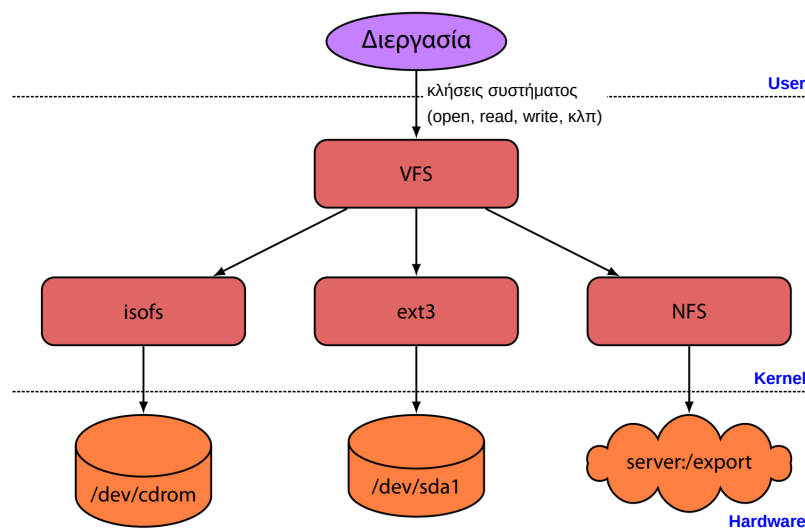 Διεργασία
κλήσεις συστήματος
User
(open, read, write, κλπ)
VFS
isofs
ext3
NFS
Kernel
/dev/cdrom
/dev/sda1
server:/export
Hardware